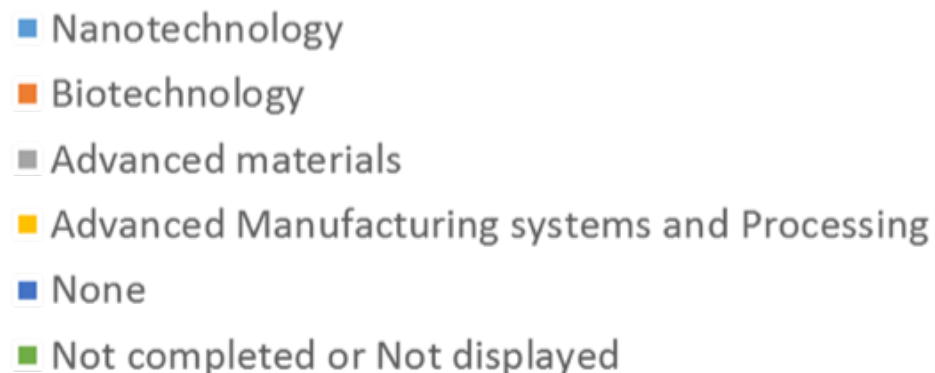 Nanotechnology
Biotechnology
Advanced materials
Advanced Manufacturing systems and Processing
None
Not completed or Not displayed